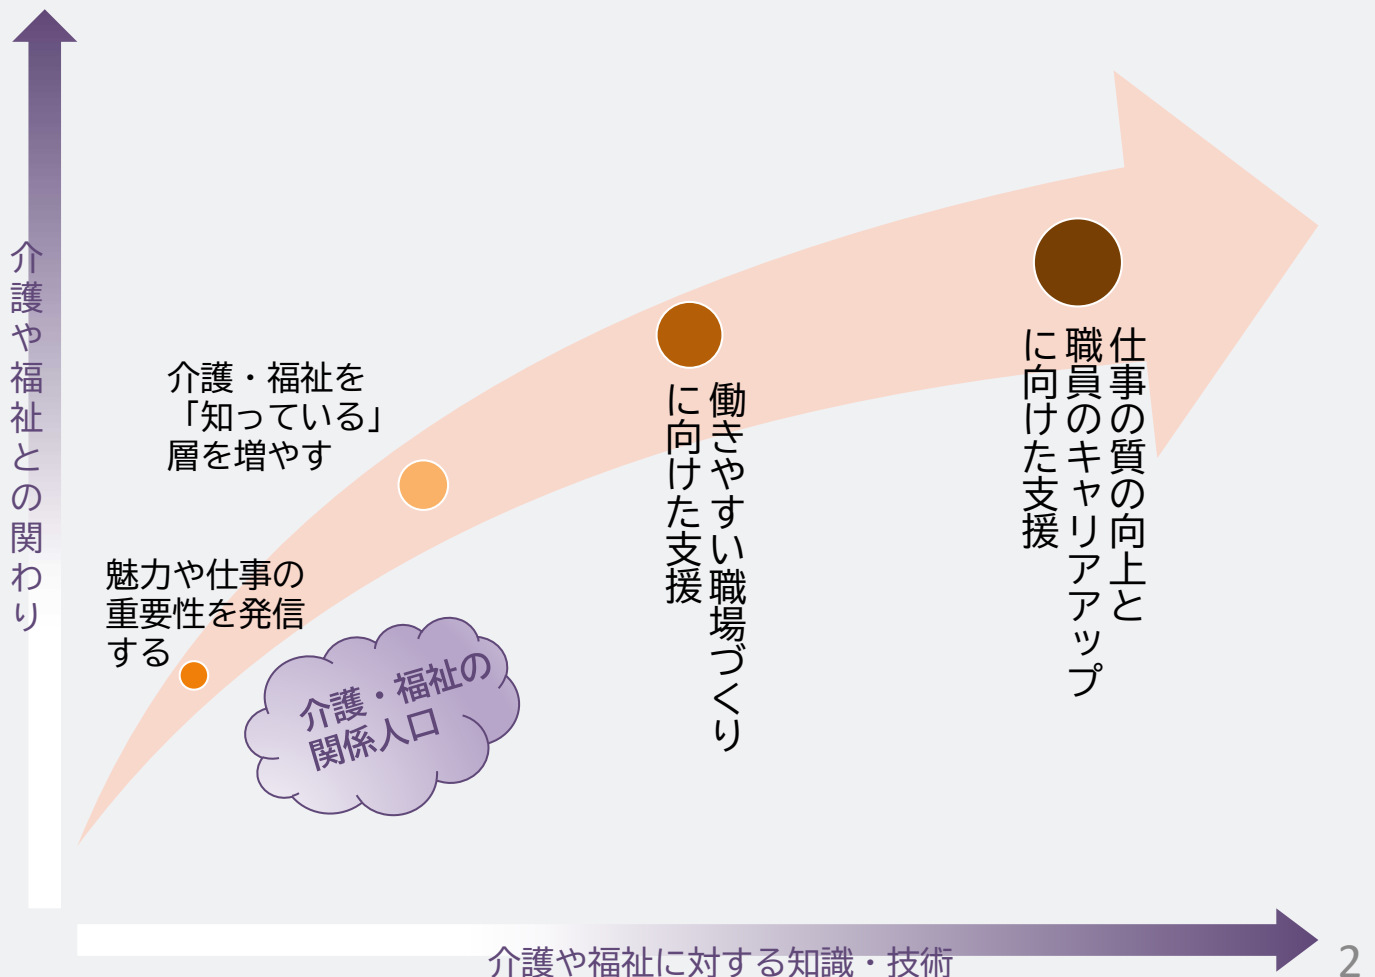 介護や福祉との関わり
介護・福祉を
「知っている」
層を増やす
魅力や仕事の
重要性を発信
する
介護・福祉の
関係人口
働きやすい職場づくり
に向けた支援
仕事の質の向上と
職員のキャリアアップ
に向けた支援
介護や福祉に対する知識・技術
2